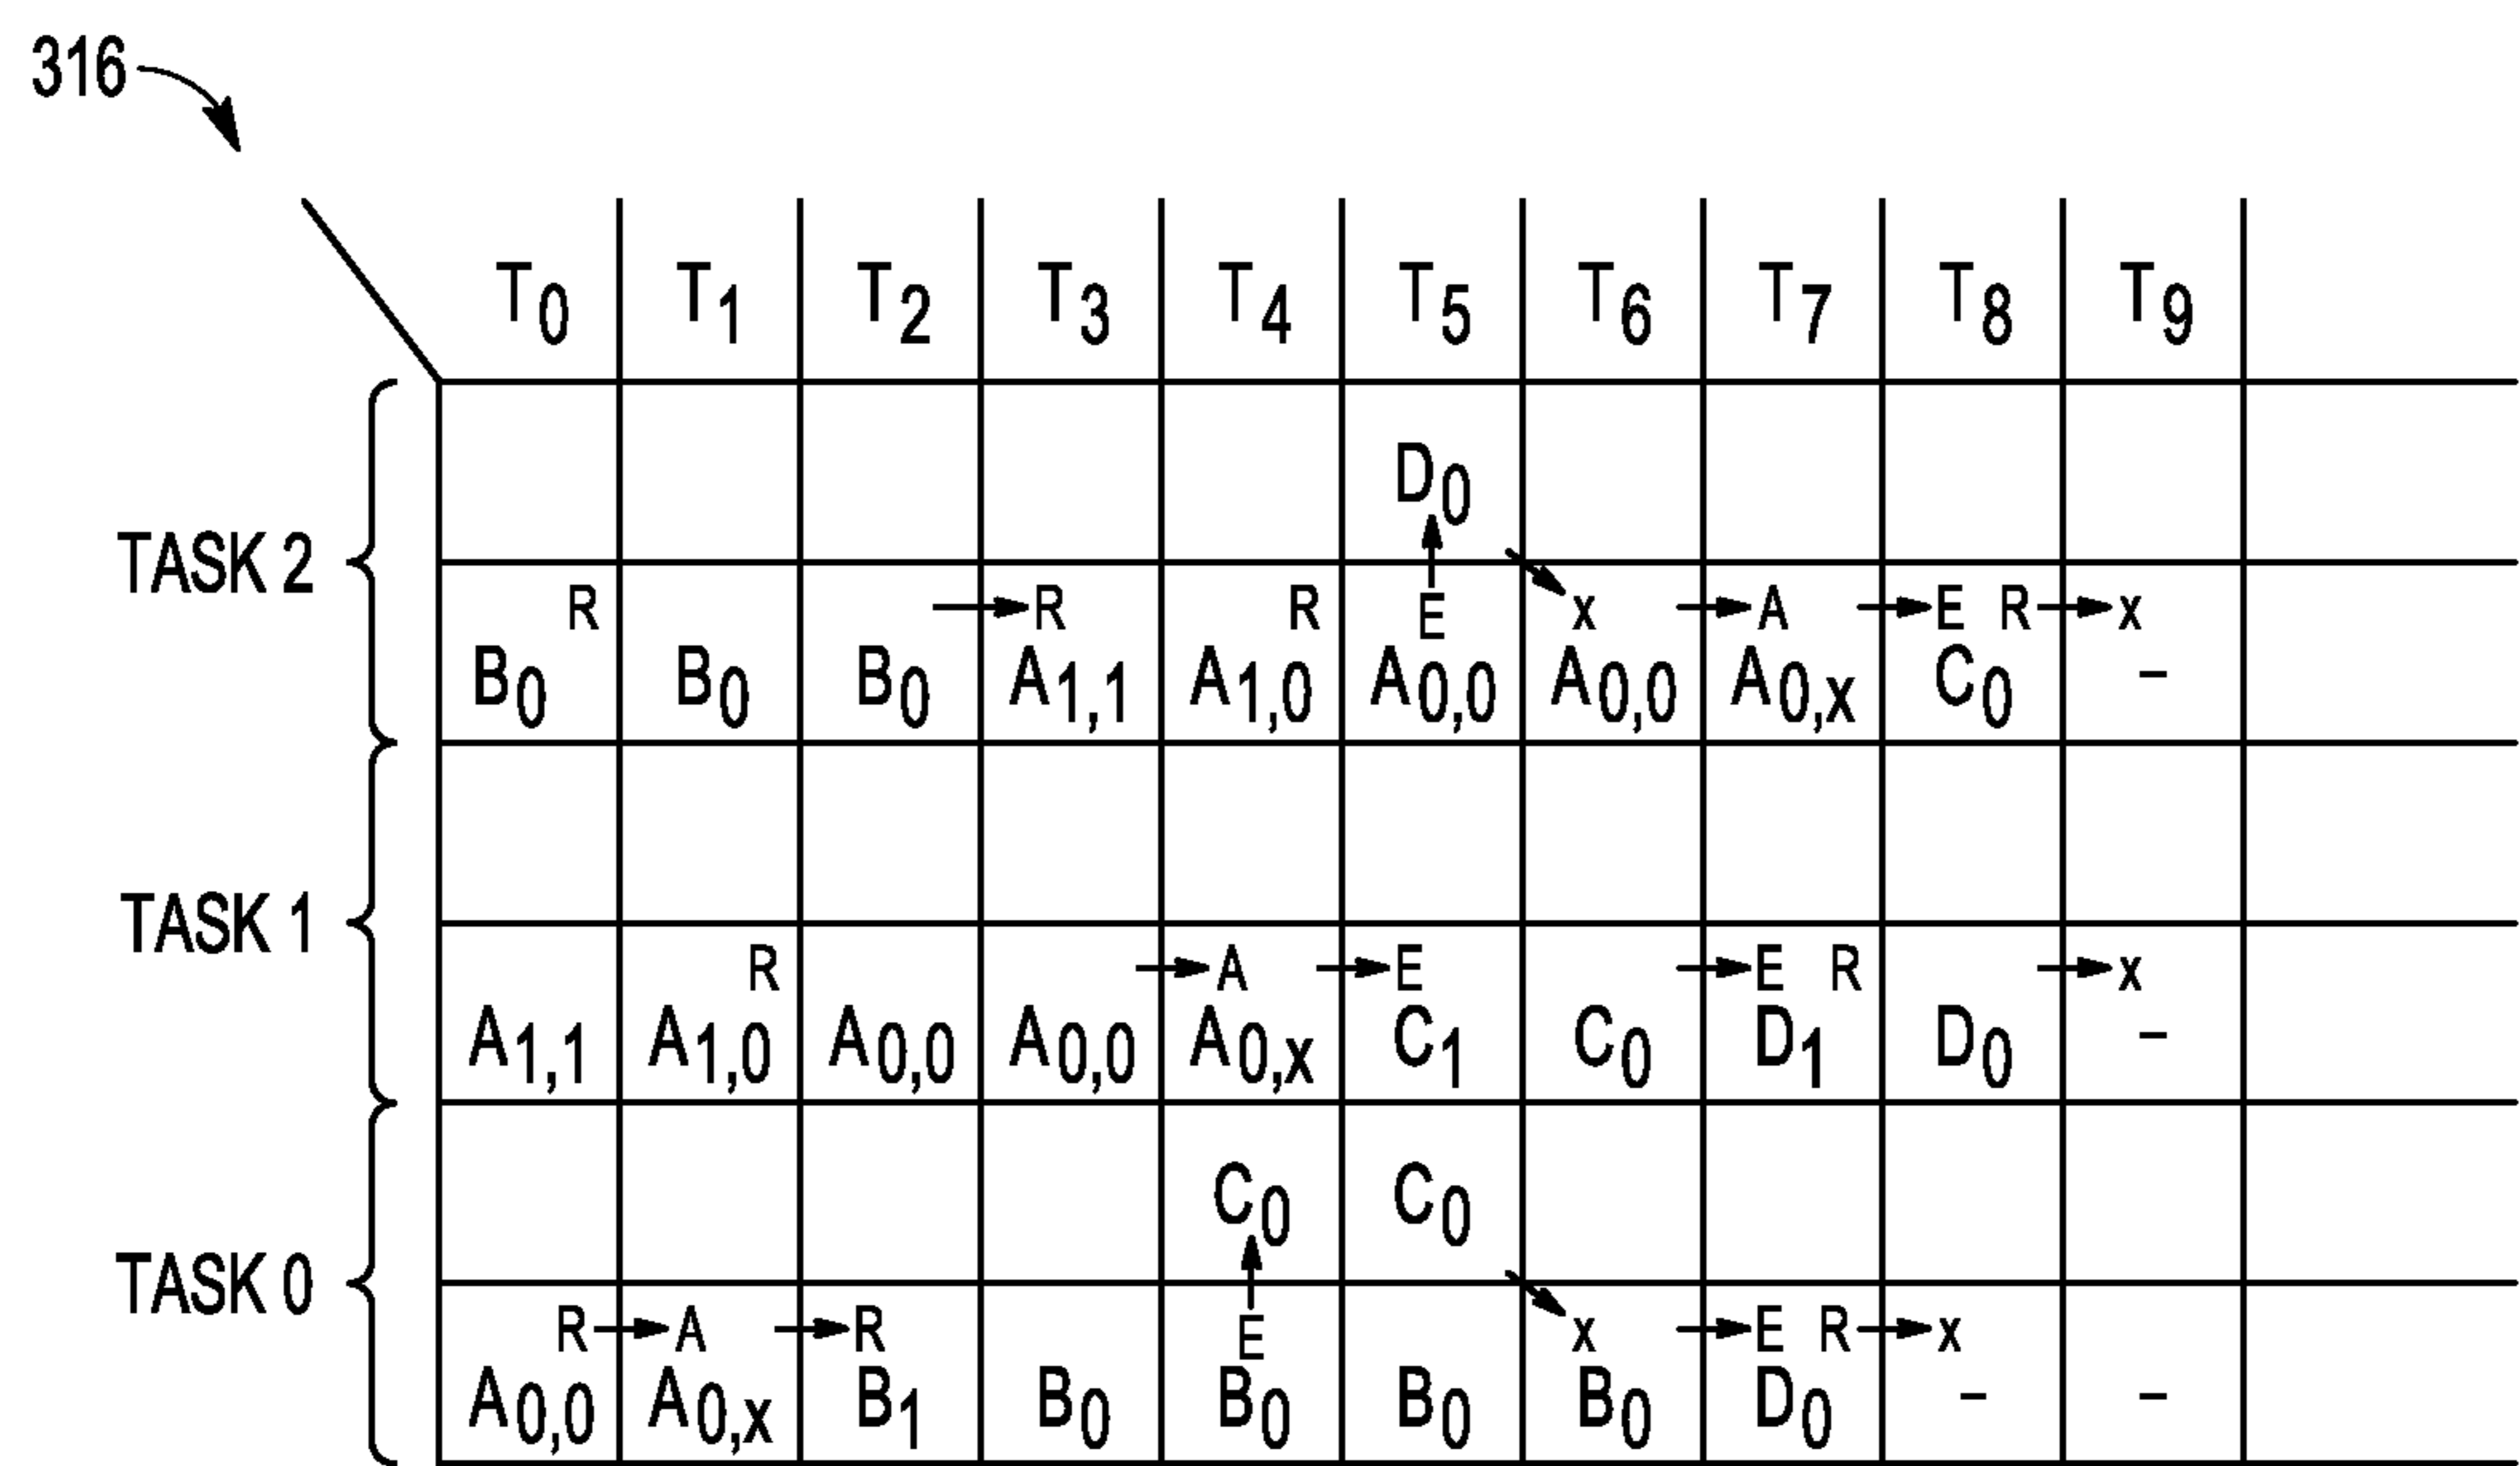 316
T0 T1 T2 T3 T4 T5 T6 T7 T8 T9
D0
TASK 2
R R R E x A E R x
B0 B0 B0 A1,1 A1,0 A0,0 A0,0 A0,x C0 –
TASK 1
R A E E R x
A1,1 A1,0 A0,0 A0,0 A0,x C1 C0 D1 D0 –
C0 C0
TASK 0
R A R E x E R x
A0,0 A0,x B1 B0 B0 B0 B0 D0 – –